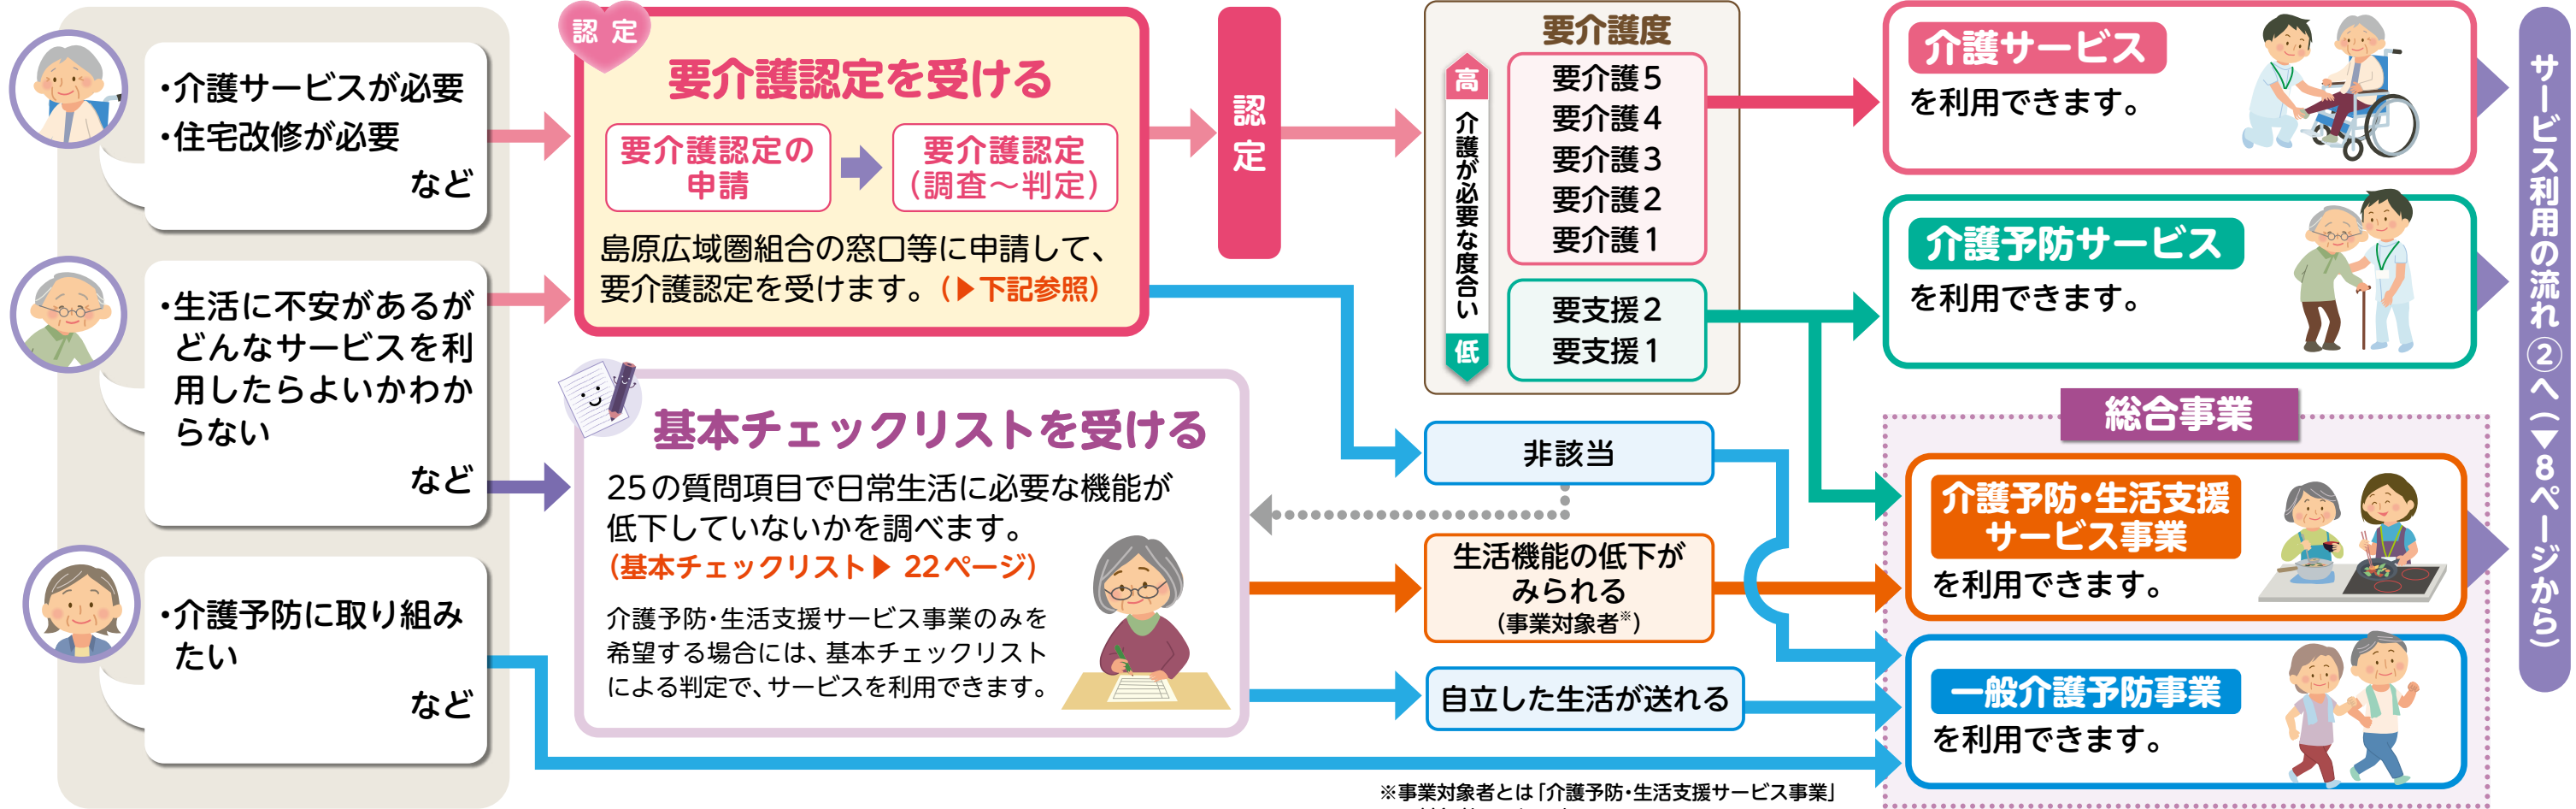 ・介護サービスが必要
・住宅改修が必要
など
・生活に不安があるが
どんなサービスを利
用したらよいかわか
らない
など
・介護予防に取り組み
たい
など
認 定
要介護認定を受ける
要介護認定の
申請
要介護認定
(調査〜判定)
島原広域圏組合の窓口等に申請して、
要介護認定を受けます。(▶下記参照)
基本チェックリストを受ける
25の質問項目で日常生活に必要な機能が
低下していないかを調べます。
(基本チェックリスト▶ 22ページ)
介護予防・生活支援サービス事業のみを
希望する場合には、基本チェックリスト
による判定で、サービスを利用できます。
認定
要介護度
高
介護が必要な度合い
低
要介護5
要介護4
要介護3
要介護2
要介護1
要支援2
要支援1
非該当
生活機能の低下が
みられる
(事業対象者※)
自立した生活が送れる
※事業対象者とは「介護予防・生活支援サービス事業」
介護サービス
を利用できます。
介護予防サービス
を利用できます。
総合事業
介護予防・生活支援
サービス事業
を利用できます。
一般介護予防事業
を利用できます。
サービス利用の流れ②へ(▼8ページから)